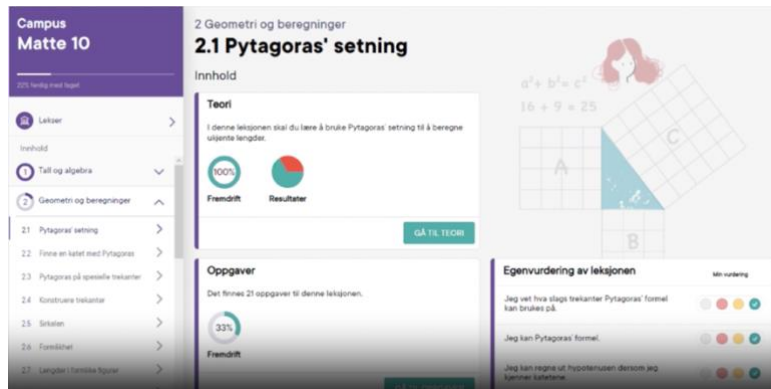 Campus
Matte 10
22% ferdig med faget
Lekser
Innhold
1 Tall og algebra
2 Geometri og beregninger
2.1 Pytagoras' setning
2.2 Finne en katet med Pytagoras
2.3 Pytagoras på spesielle trekanter
2.4 Konstruere trekanter
2.5 Sirkelen
2.6 Formlikhet
2.7 Lengder i formlike figurer
2 Geometri og beregninger
2.1 Pytagoras' setning
Innhold
Teori
I denne leksjonen skal du lære å bruke Pytagoras' setning til å beregne
ukjente lengder.
100%
Fremdrift Resultater
GÅ TIL TEORI
Oppgaver
Det finnes 21 oppgaver til denne leksjonen.
33%
Fremdrift
GÅ TIL OPPGAVER
a² + b² = c²
16 + 9 = 25
A
C
B
Egenvurdering av leksjonen Min vurdering
Jeg vet hva slags trekanter Pytagoras' formel
kan brukes på.
Jeg kan Pytagoras' formel.
Jeg kan regne ut hypotenusen dersom jeg
kjenner katetene